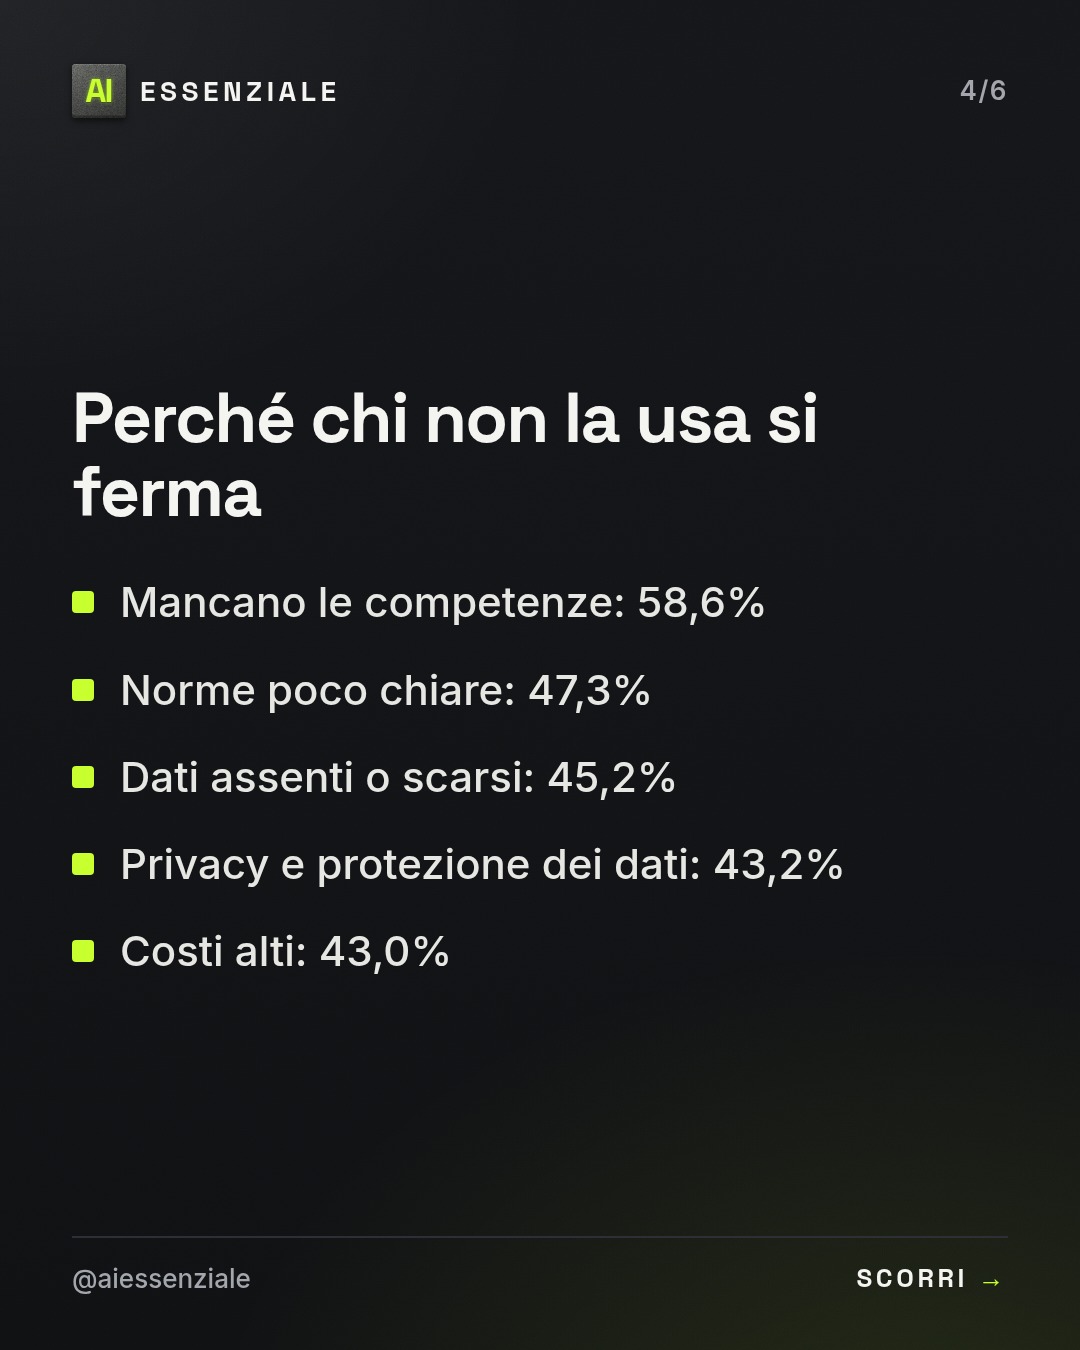 AI ESSENZIALE
4/6
Perché chi non la usa si
ferma
Mancano le competenze: 58,6%
Norme poco chiare: 47,3%
Dati assenti o scarsi: 45,2%
Privacy e protezione dei dati: 43,2%
Costi alti: 43,0%
@aiessenziale
SCORRI →